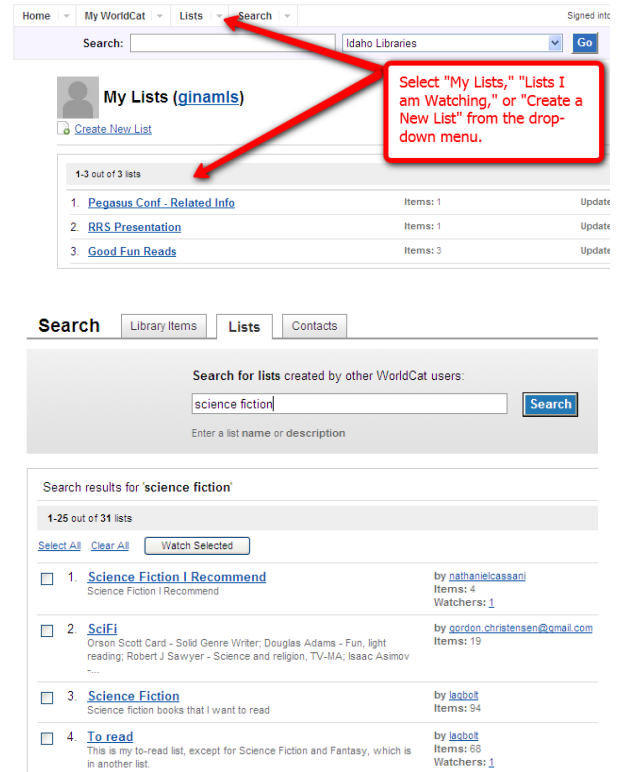 Home My WorldCat Lists Search Signed into
Search: Idaho Libraries Go
Select "My Lists," "Lists I
am Watching," or "Create a
New List" from the drop-
down menu.
My Lists (ginamls)
Create New List
1-3 out of 3 lists
1. Pegasus Conf - Related Info Items: 1 Update
2. RRS Presentation Items: 1 Update
3. Good Fun Reads Items: 3 Update
Search Library Items Lists Contacts
Search for lists created by other WorldCat users:
science fiction Search
Enter a list name or description
Search results for 'science fiction'
1-25 out of 31 lists
Select All Clear All Watch Selected
1. Science Fiction I Recommend by nathanielcassani
Science Fiction I Recommend Items: 4
Watchers: 1
2. SciFi by gordon.christensen@gmail.com
Orson Scott Card - Solid Genre Writer; Douglas Adams - Fun, light Items: 19
reading; Robert J Sawyer - Science and religion, TV-MA; Isaac Asimov
-...
3. Science Fiction by laqbolt
Science fiction books that I want to read Items: 94
4. To read by laqbolt
This is my to-read list, except for Science Fiction and Fantasy, which is Items: 68
in another list. Watchers: 1